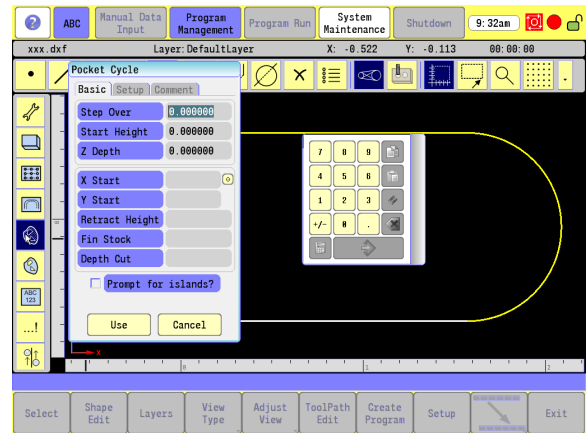 ?
ABC
Manual Data Input
Program Management
Program Run
System Maintenance
Shutdown
9:32am
xxx.dxf
Layer:DefaultLayer
X: -0.522
Y: -0.113
00:00:00
Pocket Cycle
Basic
Setup
Comment
Step Over
0.000000
Start Height
0.000000
Z Depth
0.000000
X Start
Y Start
Retract Height
Fin Stock
Depth Cut
Prompt for islands?
Use
Cancel
7 8 9
4 5 6
1 2 3
+/- 0 .
ABC
123
...!
X
0
1
2
Select
Shape Edit
Layers
View Type
Adjust View
ToolPath Edit
Create Program
Setup
Exit